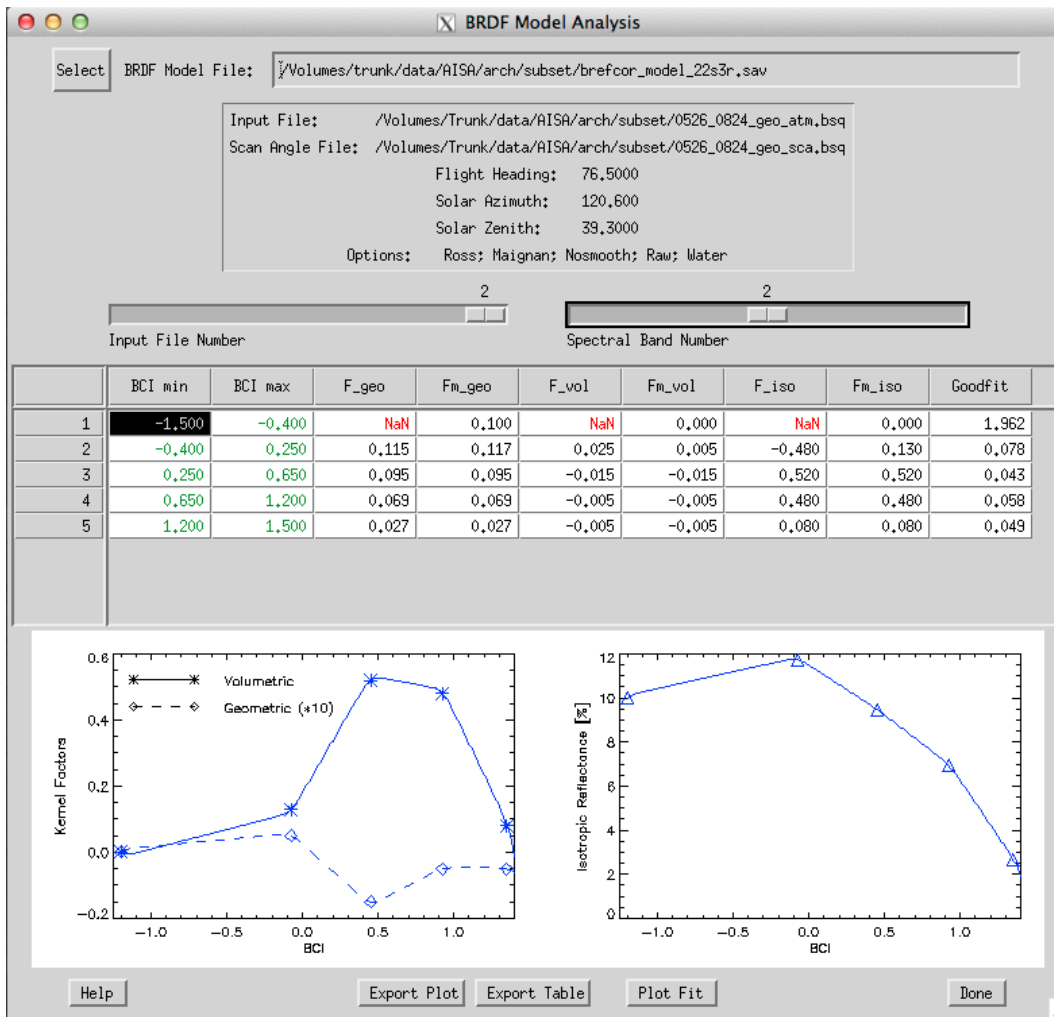 X BRDF Model Analysis
Select BRDF Model File: /Volumes/trunk/data/AISA/arch/subset/brefcor_model_22s3r.sav
Input File: /Volumes/Trunk/data/AISA/arch/subset/0526_0824_geo_atm.bsq
Scan Angle File: /Volumes/Trunk/data/AISA/arch/subset/0526_0824_geo_sca.bsq
Flight Heading: 76.5000
Solar Azimuth: 120.600
Solar Zenith: 39.3000
Options: Ross; Maignan; Nosmooth; Raw; Water
2 2
Input File Number Spectral Band Number
BCI min BCI max F_geo Fm_geo F_vol Fm_vol F_iso Fm_iso Goodfit
1 -1.500 -0.400 NaN 0.100 NaN 0.000 NaN 0.000 1.962
2 -0.400 0.250 0.115 0.117 0.025 0.005 -0.480 0.130 0.078
3 0.250 0.650 0.095 0.095 -0.015 -0.015 0.520 0.520 0.043
4 0.650 1.200 0.069 0.069 -0.005 -0.005 0.480 0.480 0.058
5 1.200 1.500 0.027 0.027 -0.005 -0.005 0.080 0.080 0.049
Kernel Factors
0.6
0.4
0.2
0.0
-0.2
Volumetric
Geometric (*10)
-1.0 -0.5 0.0 0.5 1.0
BCI
Isotropic Reflectance [%]
12
10
8
6
4
2
0
-1.0 -0.5 0.0 0.5 1.0
BCI
Help Export Plot Export Table Plot Fit Done